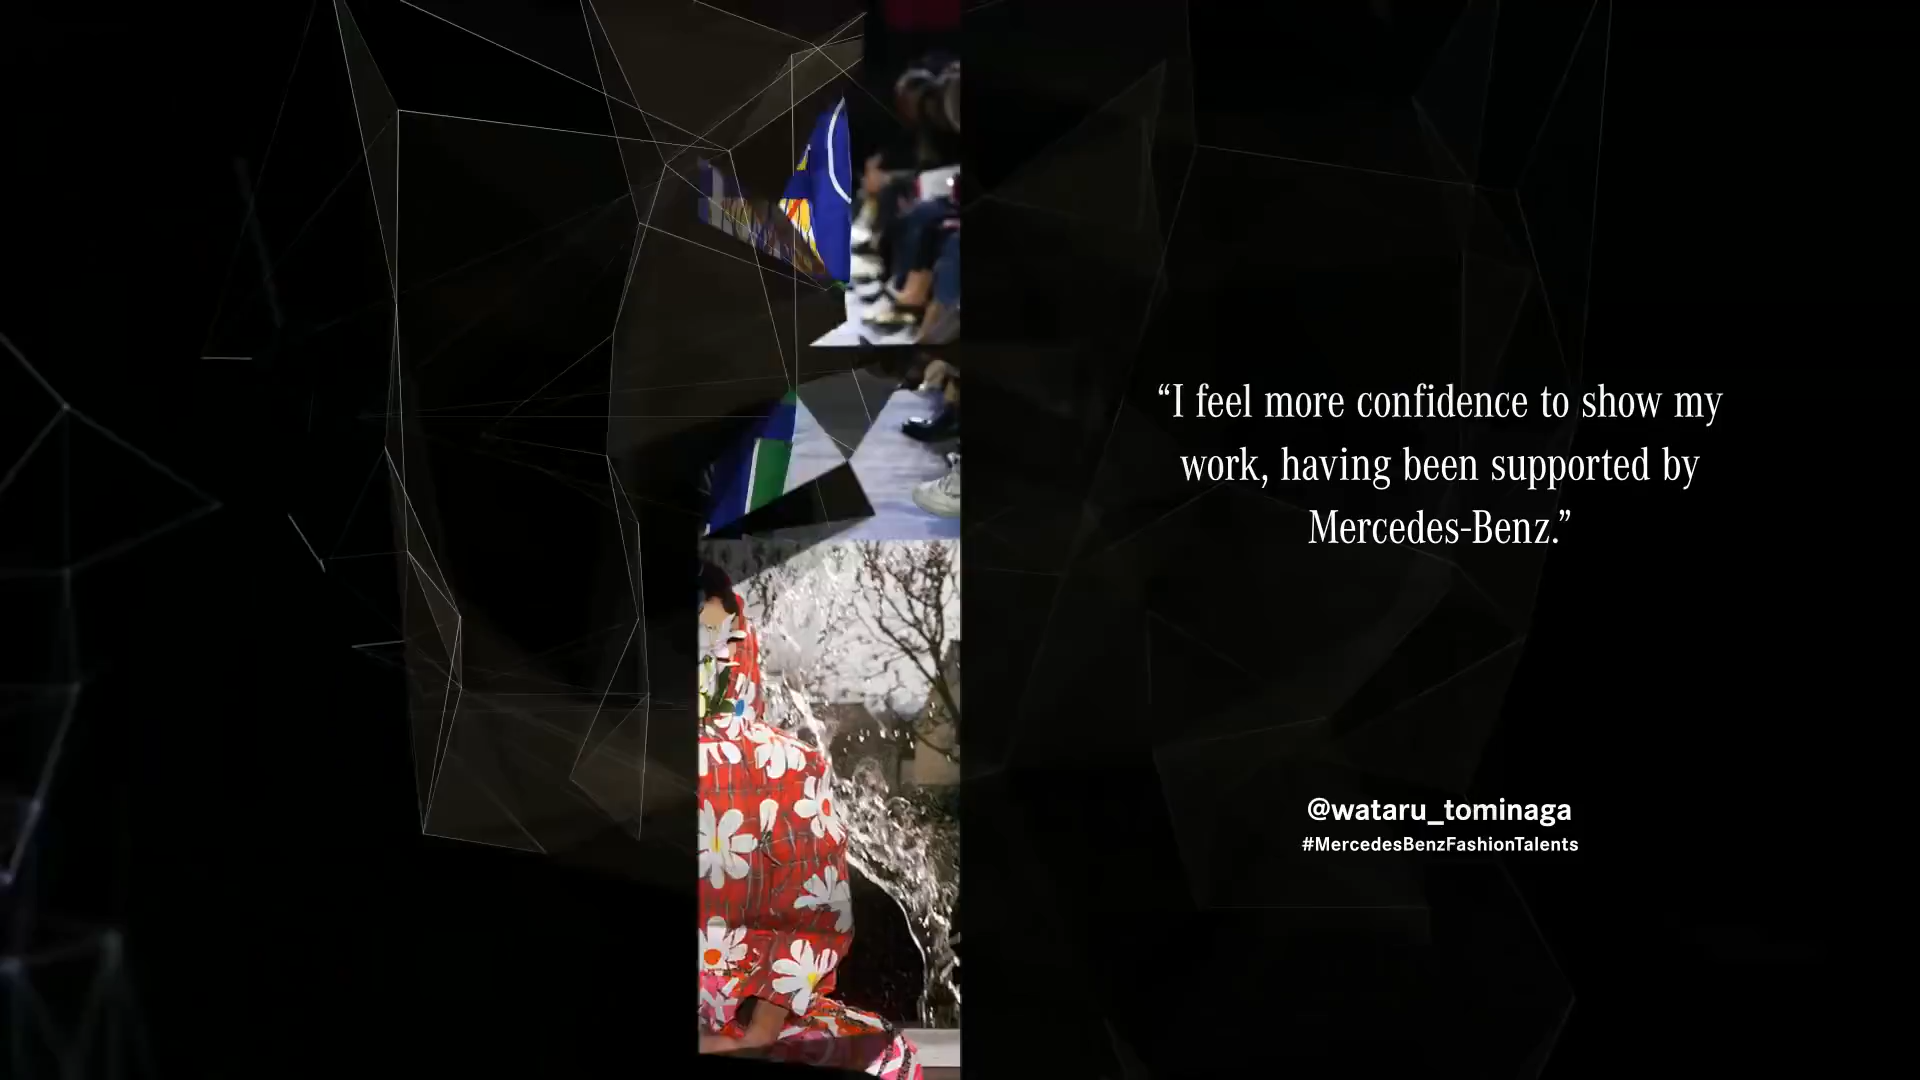 “I feel more confidence to show my
work, having been supported by
Mercedes-Benz.”
@wataru_tominaga
#MercedesBenzFashionTalents